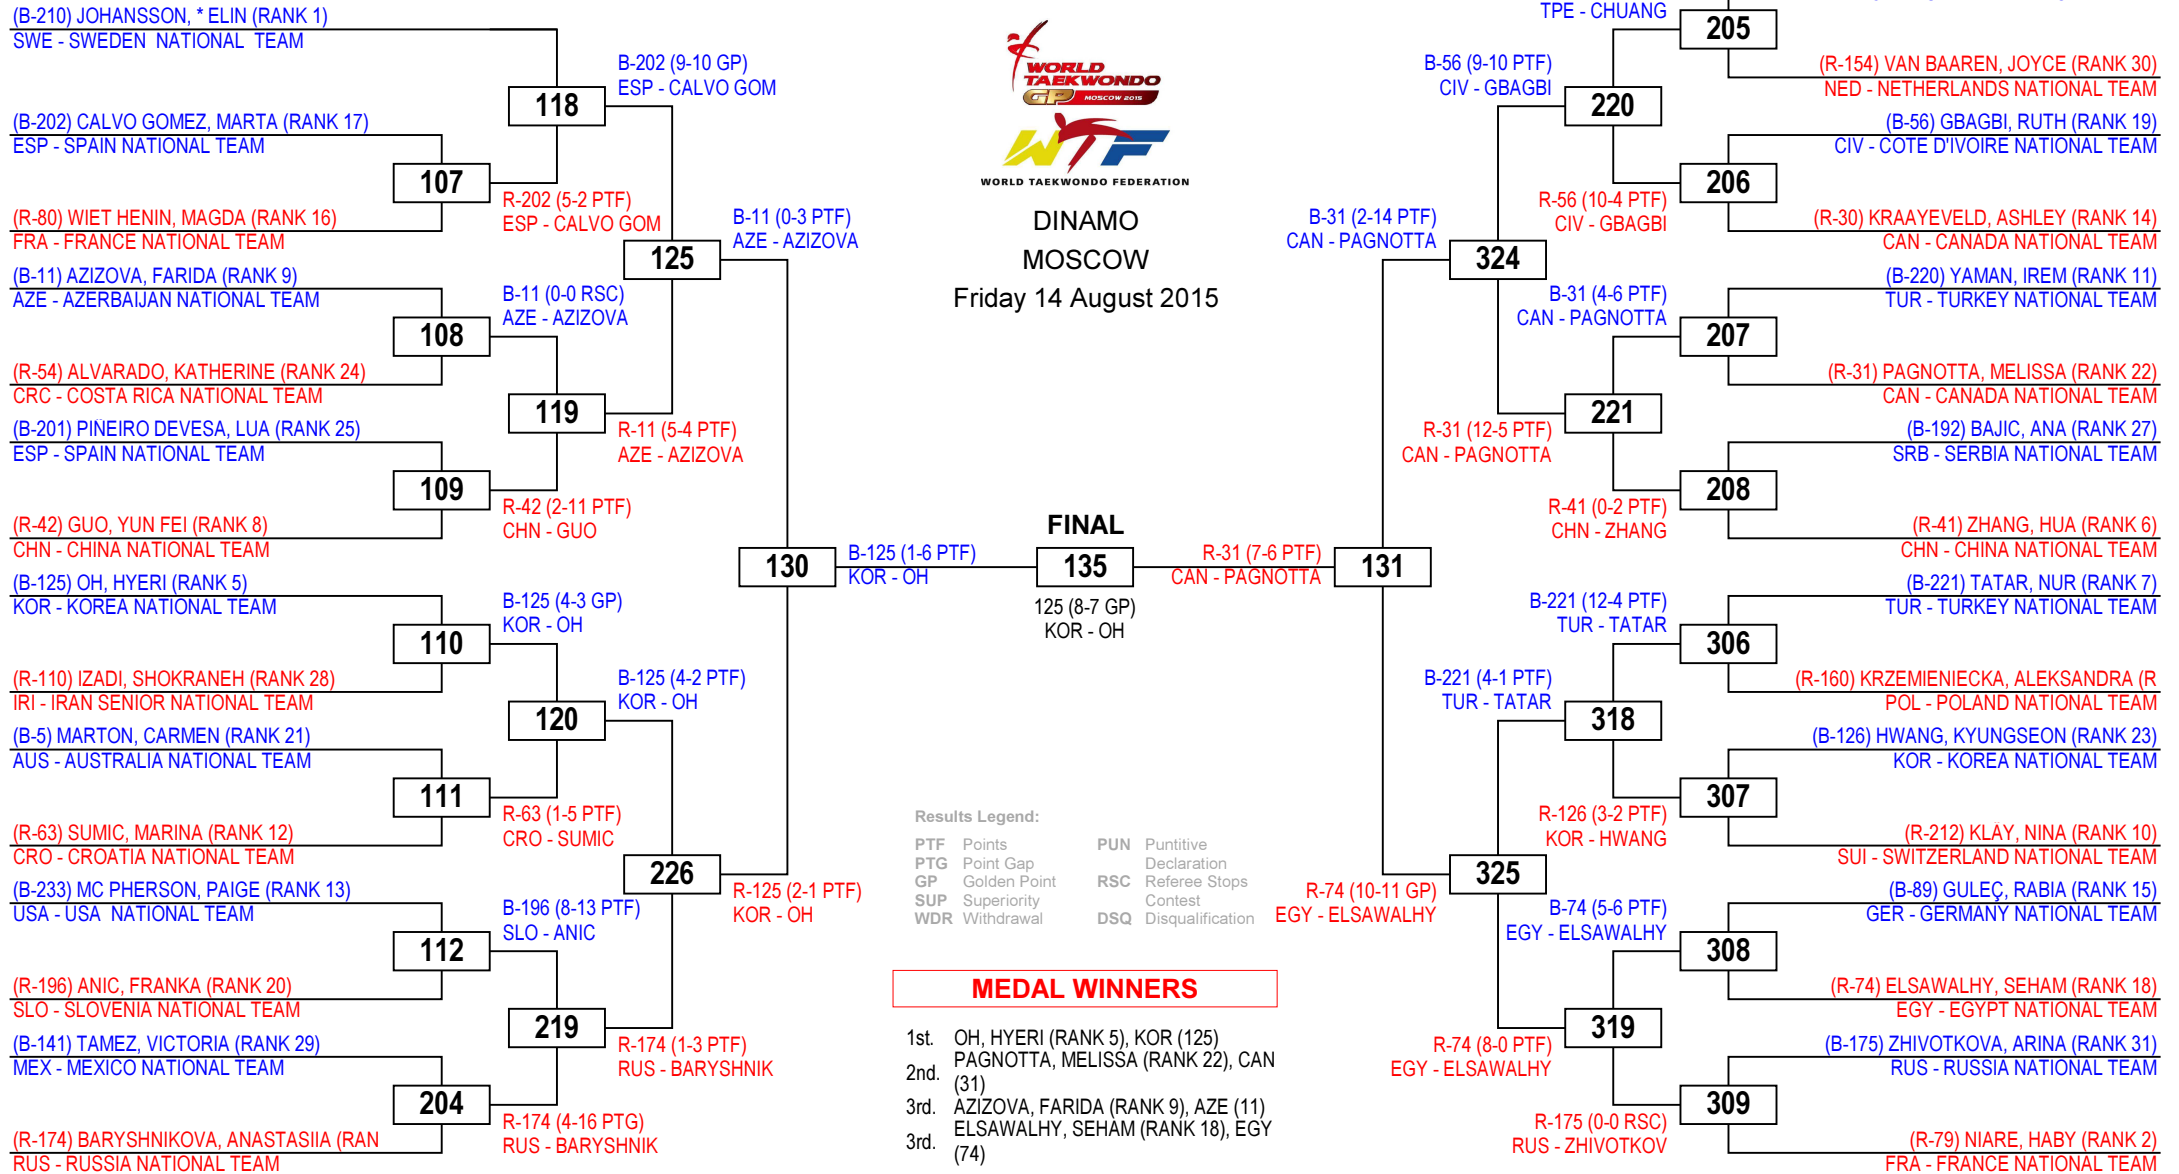 (B-210) JOHANSSON, * ELIN (RANK 1)
SWE - SWEDEN NATIONAL TEAM
(B-202) CALVO GOMEZ, MARTA (RANK 17)
ESP - SPAIN NATIONAL TEAM
(R-80) WIET HENIN, MAGDA (RANK 16)
FRA - FRANCE NATIONAL TEAM
(B-11) AZIZOVA, FARIDA (RANK 9)
AZE - AZERBAIJAN NATIONAL TEAM
(R-54) ALVARADO, KATHERINE (RANK 24)
CRC - COSTA RICA NATIONAL TEAM
(B-201) PIÑEIRO DEVESA, LUA (RANK 25)
ESP - SPAIN NATIONAL TEAM
(R-42) GUO, YUN FEI (RANK 8)
CHN - CHINA NATIONAL TEAM
(B-125) OH, HYERI (RANK 5)
KOR - KOREA NATIONAL TEAM
(R-110) IZADI, SHOKRANEH (RANK 28)
IRI - IRAN SENIOR NATIONAL TEAM
(B-5) MARTON, CARMEN (RANK 21)
AUS - AUSTRALIA NATIONAL TEAM
(R-63) SUMIC, MARINA (RANK 12)
CRO - CROATIA NATIONAL TEAM
(B-233) MC PHERSON, PAIGE (RANK 13)
USA - USA NATIONAL TEAM
(R-196) ANIC, FRANKA (RANK 20)
SLO - SLOVENIA NATIONAL TEAM
(B-141) TAMEZ, VICTORIA (RANK 29)
MEX - MEXICO NATIONAL TEAM
(R-174) BARYSHNIKOVA, ANASTASIIA (RAN
RUS - RUSSIA NATIONAL TEAM
107
108
109
110
111
112
204
R-202 (5-2 PTF)
ESP - CALVO GOM
B-11 (0-0 RSC)
AZE - AZIZOVA
R-42 (2-11 PTF)
CHN - GUO
B-125 (4-3 GP)
KOR - OH
R-63 (1-5 PTF)
CRO - SUMIC
B-196 (8-13 PTF)
SLO - ANIC
R-174 (4-16 PTG)
RUS - BARYSHNIK
118
119
120
219
B-202 (9-10 GP)
ESP - CALVO GOM
R-11 (5-4 PTF)
AZE - AZIZOVA
B-125 (4-2 PTF)
KOR - OH
R-174 (1-3 PTF)
RUS - BARYSHNIK
125
226
B-11 (0-3 PTF)
AZE - AZIZOVA
R-125 (2-1 PTF)
KOR - OH
130
B-125 (1-6 PTF)
KOR - OH
WORLD
TAEKWONDO
GP MOSCOW 2015
WTF
WORLD TAEKWONDO FEDERATION
DINAMO
MOSCOW
Friday 14 August 2015
FINAL
135
125 (8-7 GP)
KOR - OH
Results Legend:
PTF Points
PTG Point Gap
GP Golden Point
SUP Superiority
WDR Withdrawal
PUN Puntitive
Declaration
RSC Referee Stops
Contest
DSQ Disqualification
MEDAL WINNERS
1st. OH, HYERI (RANK 5), KOR (125)
2nd. PAGNOTTA, MELISSA (RANK 22), CAN
(31)
3rd. AZIZOVA, FARIDA (RANK 9), AZE (11)
3rd. ELSAWALHY, SEHAM (RANK 18), EGY
(74)
R-31 (7-6 PTF)
CAN - PAGNOTTA
131
B-31 (2-14 PTF)
CAN - PAGNOTTA
R-74 (10-11 GP)
EGY - ELSAWALHY
324
325
B-56 (9-10 PTF)
CIV - GBAGBI
R-31 (12-5 PTF)
CAN - PAGNOTTA
B-221 (4-1 PTF)
TUR - TATAR
R-74 (8-0 PTF)
EGY - ELSAWALHY
220
221
318
319
TPE - CHUANG
R-56 (10-4 PTF)
CIV - GBAGBI
B-31 (4-6 PTF)
CAN - PAGNOTTA
R-41 (0-2 PTF)
CHN - ZHANG
B-221 (12-4 PTF)
TUR - TATAR
R-126 (3-2 PTF)
KOR - HWANG
B-74 (5-6 PTF)
EGY - ELSAWALHY
R-175 (0-0 RSC)
RUS - ZHIVOTKOV
205
206
207
208
306
307
308
309
(R-154) VAN BAAREN, JOYCE (RANK 30)
NED - NETHERLANDS NATIONAL TEAM
(B-56) GBAGBI, RUTH (RANK 19)
CIV - COTE D'IVOIRE NATIONAL TEAM
(R-30) KRAAYEVELD, ASHLEY (RANK 14)
CAN - CANADA NATIONAL TEAM
(B-220) YAMAN, IREM (RANK 11)
TUR - TURKEY NATIONAL TEAM
(R-31) PAGNOTTA, MELISSA (RANK 22)
CAN - CANADA NATIONAL TEAM
(B-192) BAJIC, ANA (RANK 27)
SRB - SERBIA NATIONAL TEAM
(R-41) ZHANG, HUA (RANK 6)
CHN - CHINA NATIONAL TEAM
(B-221) TATAR, NUR (RANK 7)
TUR - TURKEY NATIONAL TEAM
(R-160) KRZEMIENIECKA, ALEKSANDRA (R
POL - POLAND NATIONAL TEAM
(B-126) HWANG, KYUNGSEON (RANK 23)
KOR - KOREA NATIONAL TEAM
(R-212) KLÄY, NINA (RANK 10)
SUI - SWITZERLAND NATIONAL TEAM
(B-89) GULEÇ, RABIA (RANK 15)
GER - GERMANY NATIONAL TEAM
(R-74) ELSAWALHY, SEHAM (RANK 18)
EGY - EGYPT NATIONAL TEAM
(B-175) ZHIVOTKOVA, ARINA (RANK 31)
RUS - RUSSIA NATIONAL TEAM
(R-79) NIARE, HABY (RANK 2)
FRA - FRANCE NATIONAL TEAM